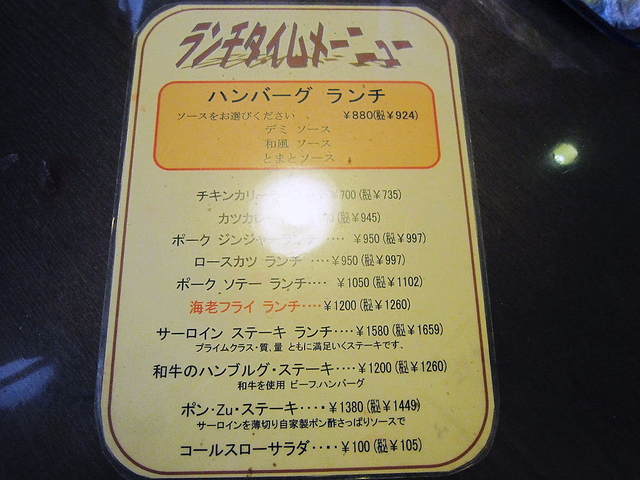 ランチタイムメニュー
ハンバーグ ランチ
ソースをお選びください 、 ¥880(税¥924)
デミ ソース
和風 ソース
とまとソース
チキンカリー ¥700(税¥735)
カツカレー (税¥945)
ポーク ジンジャー ‥‥ ¥950(税¥997)
ロースカツ ランチ ‥‥¥950(税¥997)
ポーク ソテー ランチ‥‥ ¥1050(税¥1102)
海老フライ ランチ‥‥¥1200(税¥1260)
サーロイン ステーキ ランチ‥‥¥1580(税¥1659)
プライムクラス・質、量 ともに満足いくステーキです、
和牛のハンブルグ・ステーキ‥‥¥1200(税¥1260)
和牛を使用 ビーフハンバーグ
ポン・Zu・ステーキ‥‥¥1380(税¥1449)
サーロインを薄切り自家製ポン酢さっぱりソースで
コールスローサラダ‥‥¥100(税¥105)